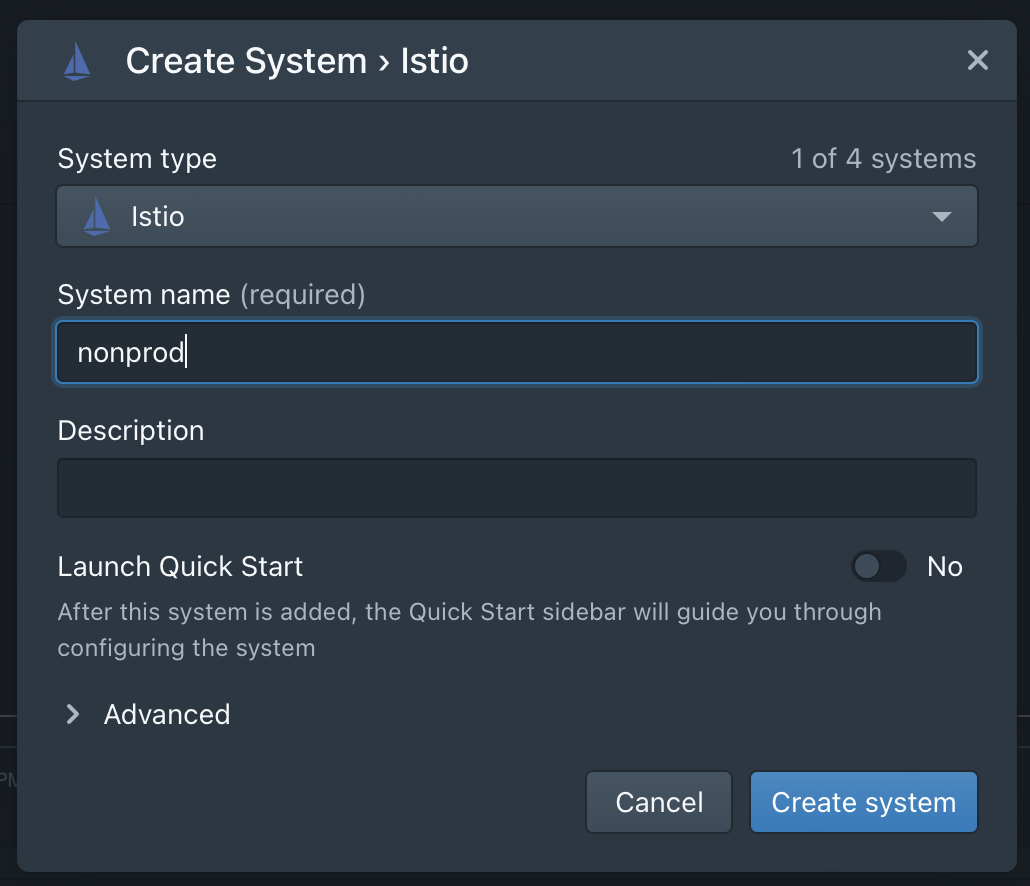 Create System › Istio
System type
1 of 4 systems
Istio
System name (required)
nonprod
Description
Launch Quick Start
No
After this system is added, the Quick Start sidebar will guide you through
configuring the system
Advanced
PM
Cancel
Create system